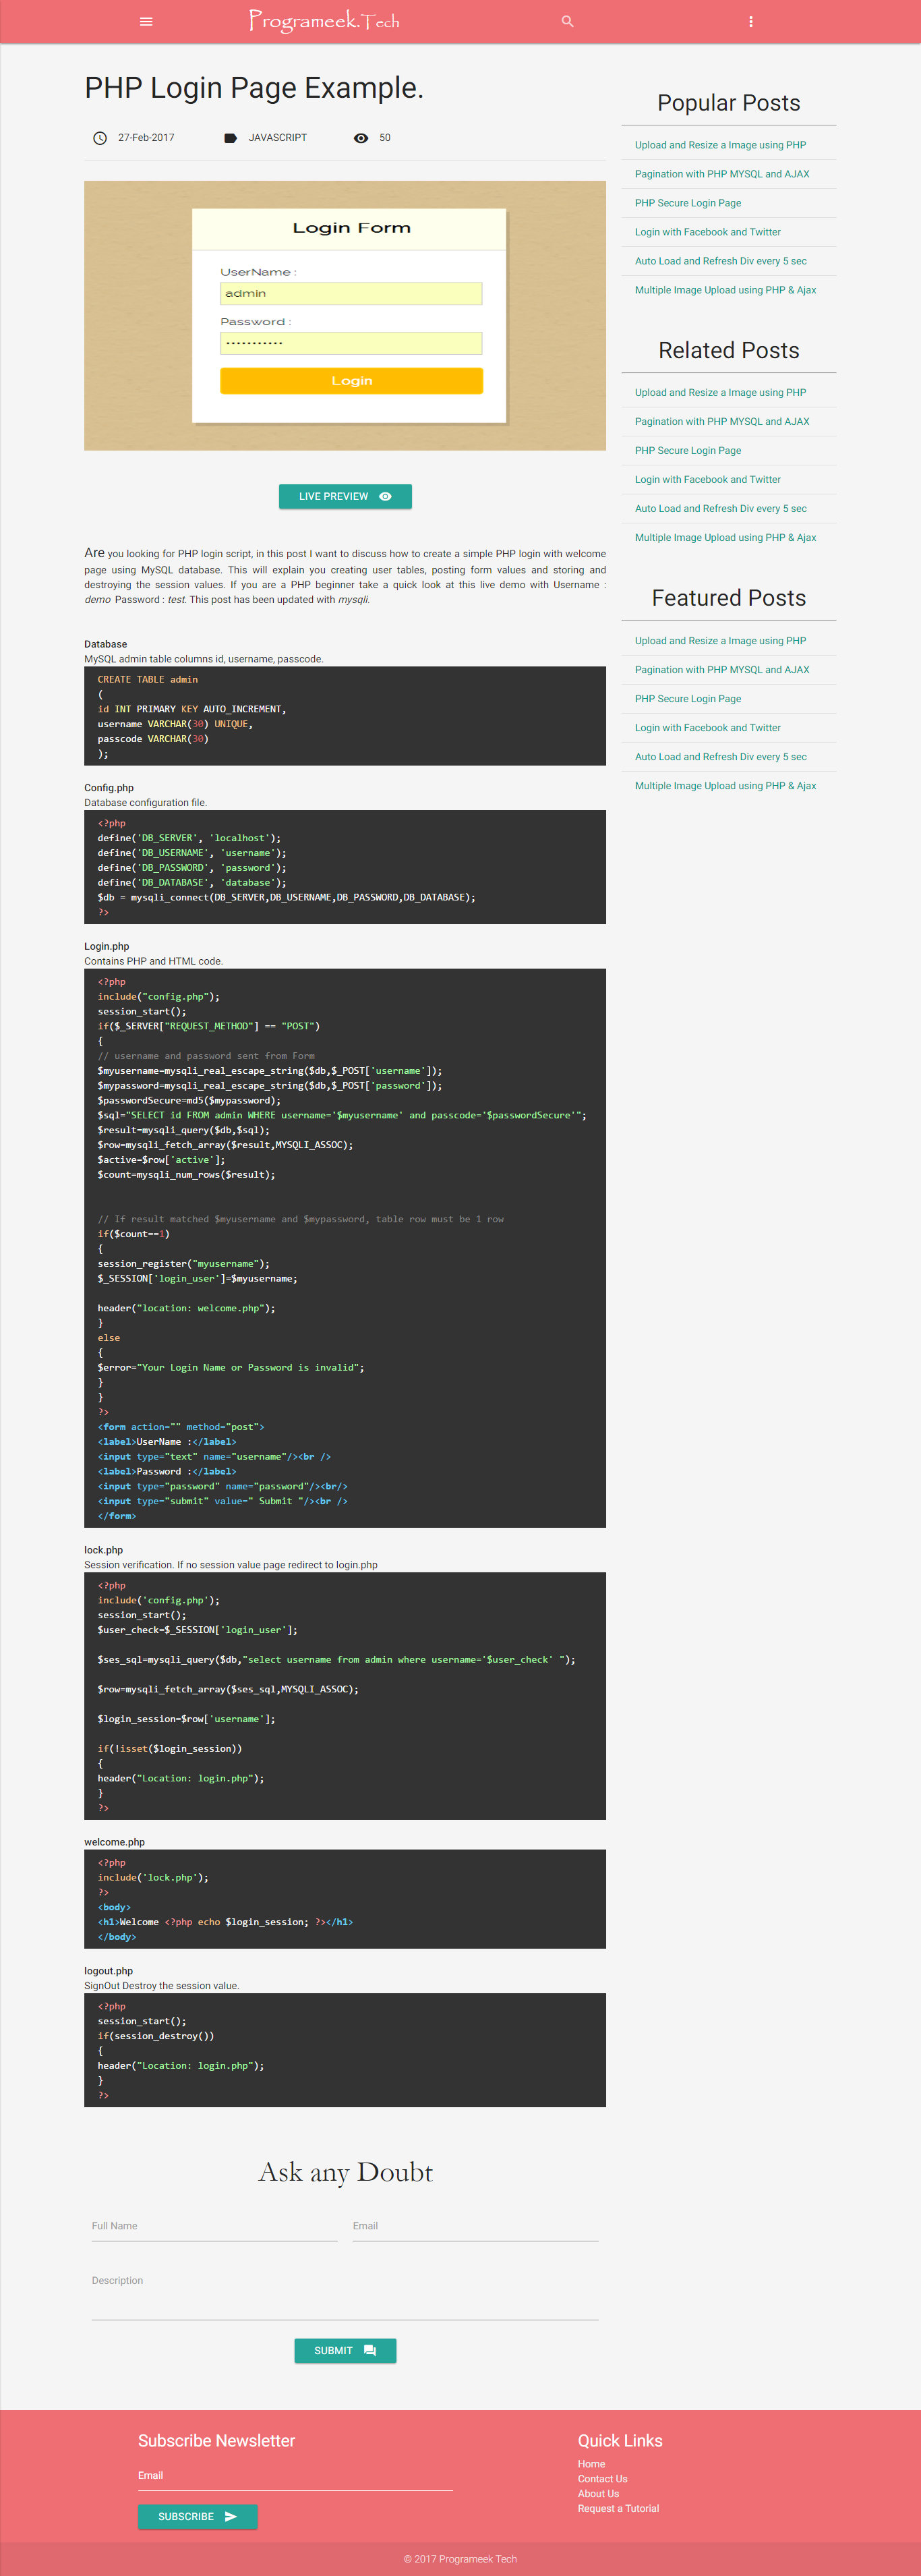 Programeek.Tech
PHP Login Page Example.
27-Feb-2017 JAVASCRIPT 50
Login Form
UserName :
admin
Password :
•••••••••••
Login
LIVE PREVIEW
Are you looking for PHP login script, in this post I want to discuss how to create a simple PHP login with welcome
page using MySQL database. This will explain you creating user tables, posting form values and storing and
destroying the session values. If you are a PHP beginner take a quick look at this live demo with Username :
demo Password : test. This post has been updated with mysqli.
Database
MySQL admin table columns id, username, passcode.
CREATE TABLE admin
(
id INT PRIMARY KEY AUTO_INCREMENT,
username VARCHAR(30) UNIQUE,
passcode VARCHAR(30)
);
Config.php
Database configuration file.
<?php
define('DB_SERVER', 'localhost');
define('DB_USERNAME', 'username');
define('DB_PASSWORD', 'password');
define('DB_DATABASE', 'database');
$db = mysqli_connect(DB_SERVER,DB_USERNAME,DB_PASSWORD,DB_DATABASE);
?>
Login.php
Contains PHP and HTML code.
<?php
include("config.php");
session_start();
if($_SERVER["REQUEST_METHOD"] == "POST")
{
// username and password sent from Form
$myusername=mysqli_real_escape_string($db,$_POST['username']);
$mypassword=mysqli_real_escape_string($db,$_POST['password']);
$passwordSecure=md5($mypassword);
$sql="SELECT id FROM admin WHERE username='$myusername' and passcode='$passwordSecure'";
$result=mysqli_query($db,$sql);
$row=mysqli_fetch_array($result,MYSQLI_ASSOC);
$active=$row['active'];
$count=mysqli_num_rows($result);
// If result matched $myusername and $mypassword, table row must be 1 row
if($count==1)
{
session_register("myusername");
$_SESSION['login_user']=$myusername;
header("location: welcome.php");
}
else
{
$error="Your Login Name or Password is invalid";
}
}
?>
<form action="" method="post">
<label>UserName :</label>
<input type="text" name="username"/><br />
<label>Password :</label>
<input type="password" name="password"/><br/>
<input type="submit" value=" Submit "/><br />
</form>
lock.php
Session verification. If no session value page redirect to login.php
<?php
include('config.php');
session_start();
$user_check=$_SESSION['login_user'];
$ses_sql=mysqli_query($db,"select username from admin where username='$user_check' ");
$row=mysqli_fetch_array($ses_sql,MYSQLI_ASSOC);
$login_session=$row['username'];
if(!isset($login_session))
{
header("Location: login.php");
}
?>
welcome.php
<?php
include('lock.php');
?>
<body>
<h1>Welcome <?php echo $login_session; ?></h1>
</body>
logout.php
SignOut Destroy the session value.
<?php
session_start();
if(session_destroy())
{
header("Location: login.php");
}
?>
Ask any Doubt
Full Name Email
Description
SUBMIT
Popular Posts
Upload and Resize a Image using PHP
Pagination with PHP MYSQL and AJAX
PHP Secure Login Page
Login with Facebook and Twitter
Auto Load and Refresh Div every 5 sec
Multiple Image Upload using PHP & Ajax
Related Posts
Upload and Resize a Image using PHP
Pagination with PHP MYSQL and AJAX
PHP Secure Login Page
Login with Facebook and Twitter
Auto Load and Refresh Div every 5 sec
Multiple Image Upload using PHP & Ajax
Featured Posts
Upload and Resize a Image using PHP
Pagination with PHP MYSQL and AJAX
PHP Secure Login Page
Login with Facebook and Twitter
Auto Load and Refresh Div every 5 sec
Multiple Image Upload using PHP & Ajax
Subscribe Newsletter
Email
SUBSCRIBE
Quick Links
Home
Contact Us
About Us
Request a Tutorial
© 2017 Programeek Tech